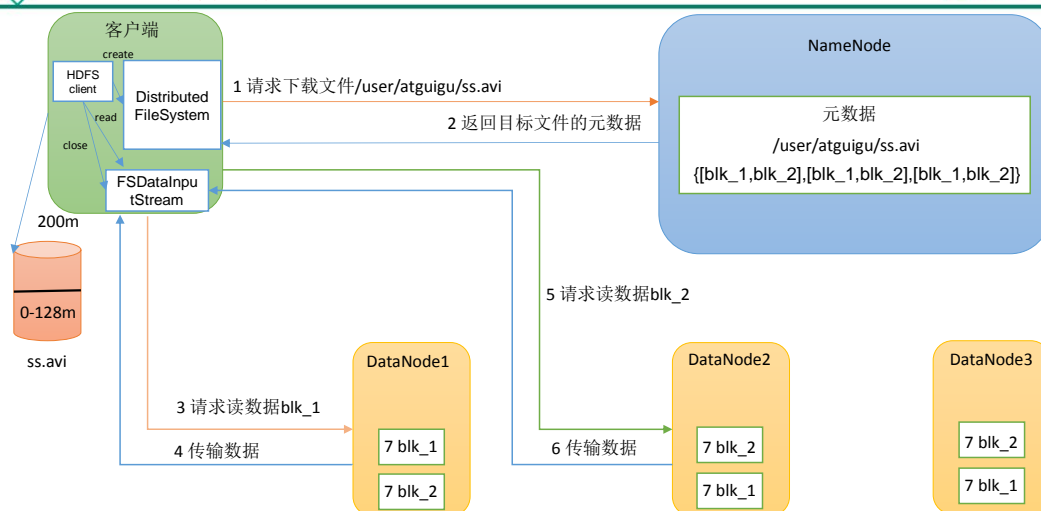 客户端
create
HDFS
client
Distributed
FileSystem
read
close
FSDataInpu
tStream
1 请求下载文件/user/atguigu/ss.avi
2 返回目标文件的元数据
NameNode
元数据
/user/atguigu/ss.avi
{[blk_1,blk_2],[blk_1,blk_2],[blk_1,blk_2]}
200m
0-128m
ss.avi
5 请求读数据blk_2
3 请求读数据blk_1
4 传输数据
6 传输数据
DataNode1
7 blk_1
7 blk_2
DataNode2
7 blk_2
7 blk_1
DataNode3
7 blk_2
7 blk_1